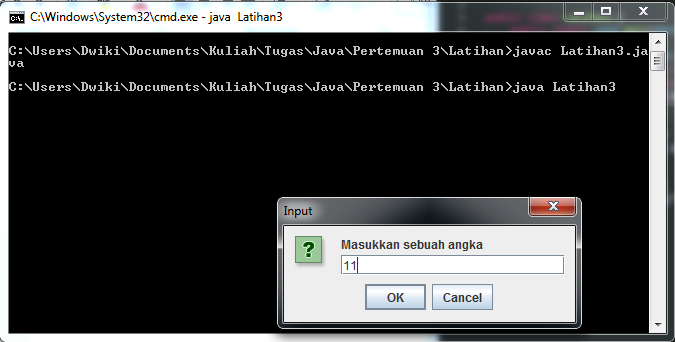 C:\Windows\System32\cmd.exe - java  Latihan3
C:\Users\Dwiki\Documents\Kuliah\Tugas\Java\Pertemuan 3\Latihan>javac Latihan3.ja
va
C:\Users\Dwiki\Documents\Kuliah\Tugas\Java\Pertemuan 3\Latihan>java Latihan3
Input
Masukkan sebuah angka
11
OK
Cancel